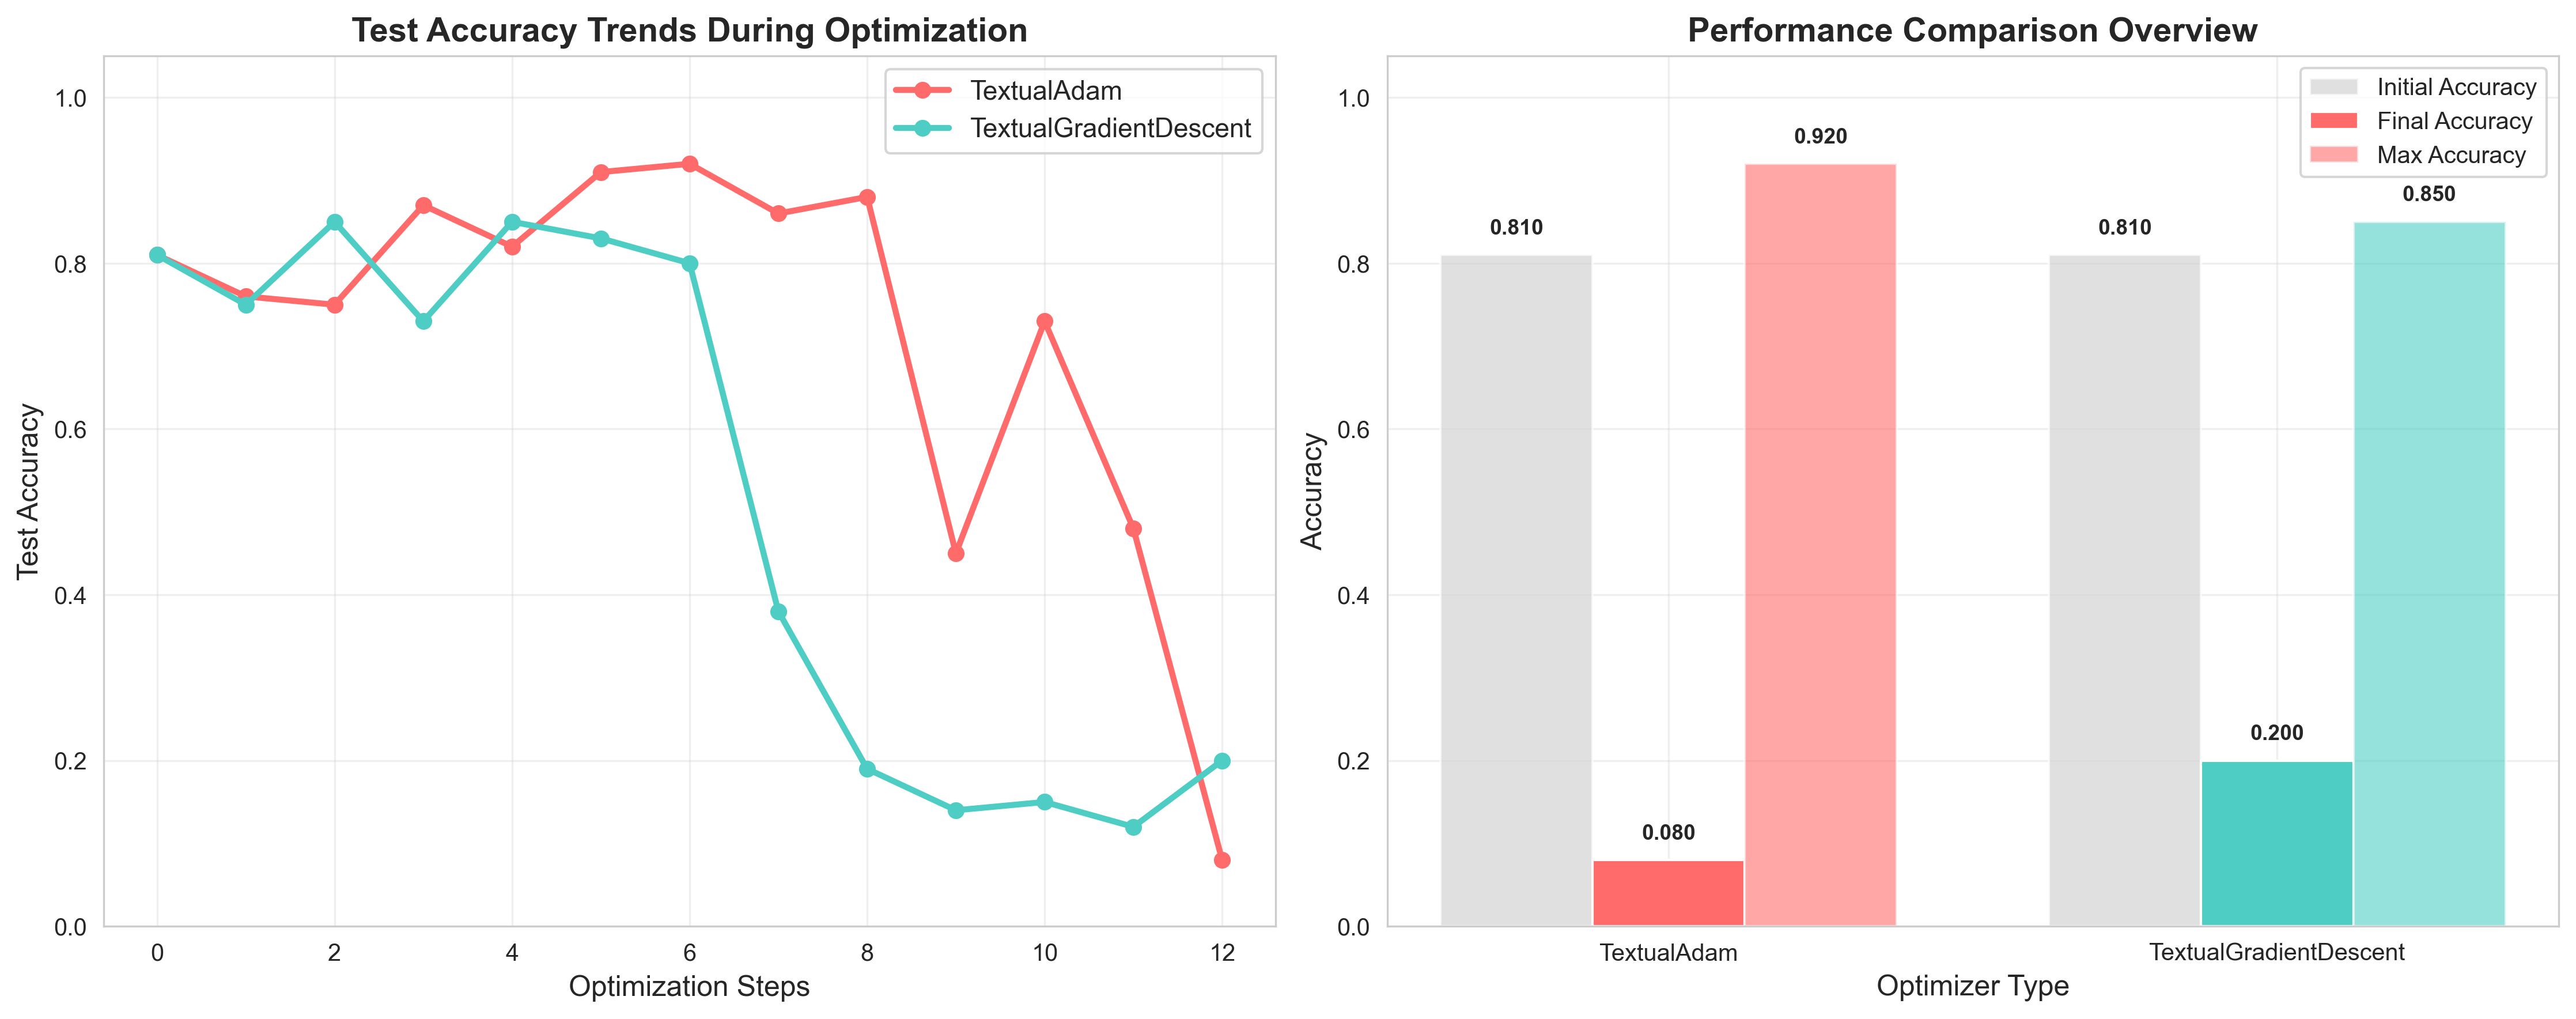 Test Accuracy Trends During Optimization
TextualAdam
TextualGradientDescent
1.0
0.8
0.6
0.4
0.2
0.0
Test Accuracy
0 2 4 6 8 10 12
Optimization Steps
Performance Comparison Overview
Initial Accuracy
Final Accuracy
Max Accuracy
1.0
0.8
0.6
0.4
0.2
0.0
Accuracy
0.810
0.080
0.920
0.810
0.200
0.850
TextualAdam TextualGradientDescent
Optimizer Type